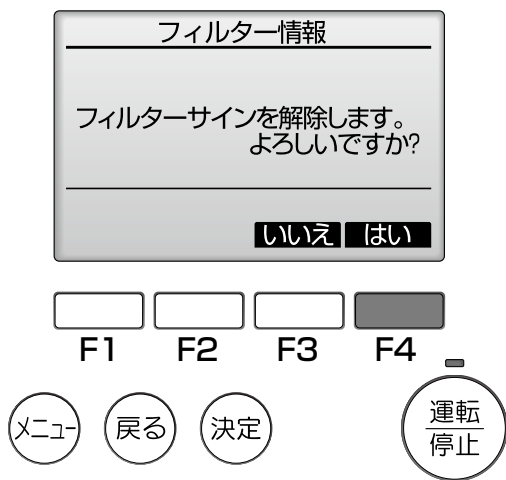 フィルター情報
フィルターサインを解除します。
よろしいですか?
いいえ はい
F1 F2 F3 F4
メニュー 戻る 決定 運転
停止